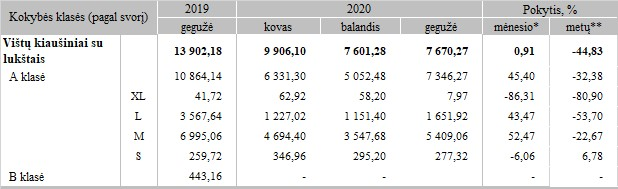 Kokybės klasės (pagal svorį) 2019 2020 Pokytis, %
gegužė kovas balandis gegužė mėnesio* metų**
Vištų kiaušiniai su lukštais 13 902,18 9 906,10 7 601,28 7 670,27 0,91 -44,83
A klasė 10 864,14 6 331,30 5 052,48 7 346,27 45,40 -32,38
XL 41,72 62,92 58,20 7,97 -86,31 -80,90
L 3 567,64 1 227,02 1 151,40 1 651,92 43,47 -53,70
M 6 995,06 4 694,40 3 547,68 5 409,06 52,47 -22,67
S 259,72 346,96 295,20 277,32 -6,06 6,78
B klasė 443,16 - - - - -